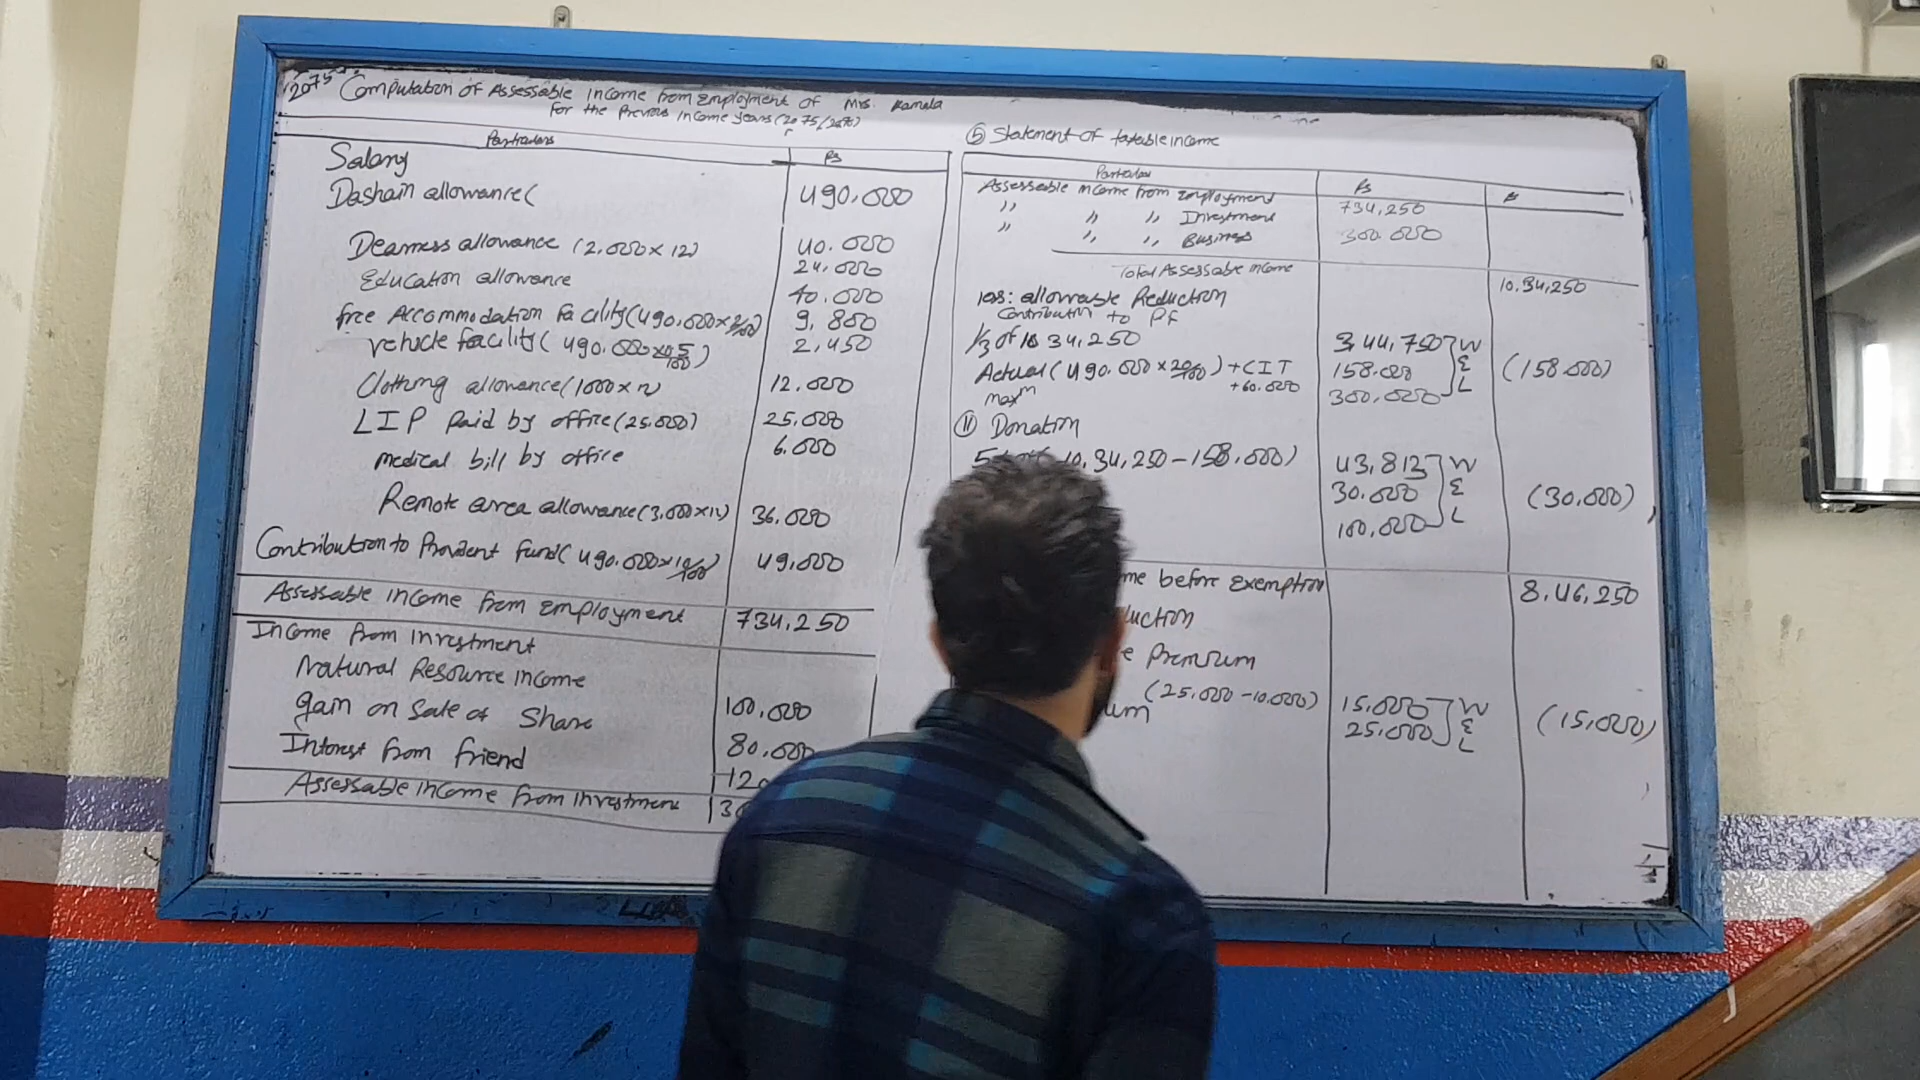 2075 Computation of Assessable Income from Employment of Mrs. Kamala
For the Previous income years (2075/2076)
Particulars Rs
Salary 490,000
Dashain allowance(
Dearness allowance (2,000×12) 40.000
Education allowance 24,000
40.000
free Accommodation facility(490,000×2/100) 9,800
vehicle facility( 490.000×0.5/100) 2,450
Clothing allowance(1000×12) 12.000
LIP Paid by office(25.000) 25.000
medical bill by office 6.000
Remote area allowance(3,000×12) 36.000
Contribution to Provident fund(490.000×10/100) 49,000
Assessable income from employment 734,250
Income from investment
Natural Resource income
gain on sale of share 100,000
Interest from friend 80,000
12
Assessable income from investment 30
⑤ Statement of taxable income
Particular Rs Rs
Assessable income from employment 734,250
,, ,, ,, Investment 300.000
,, ,, ,, Business
Total Assessable income 10.34,250
les: allowable Reduction
Contribution to PF
1/3 of 10 34,250 3,44,750 W
Actual(490.000×20/100)+CIT 158.000 E (158.000)
+60.000
maxm 300,000 L
⑪ Donation
10,34,250-158,000) 43,813 W
30.000 E (30,000)
100,000 L
me before exemption 8,46,250
uction
e Premium
(25,000-10.000) 15,000 W (15,000)
um 25,000 E
L